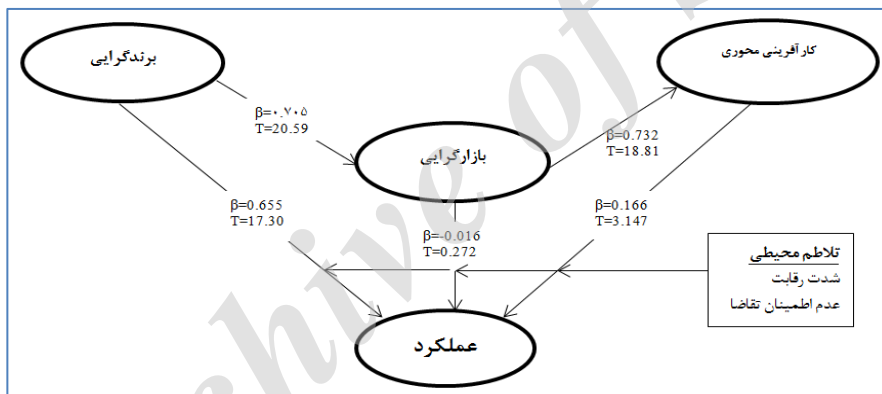 برندگرایی
کارآفرینی محوری
β=۰.۷۰۵
T=20.59
بازارگرایی
β=0.732
T=18.81
β=0.655
T=17.30
β=-0.016
T=0.272
β=0.166
T=3.147
تلاطم محیطی
شدت رقابت
عدم اطمینان تقاضا
عملکرد